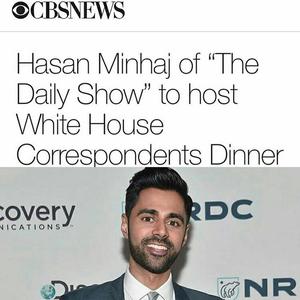 CBSNEWS
Hasan Minhaj of “The
Daily Show” to host
White House
Correspondents Dinner
covery
NICATIONS
RDC
NR